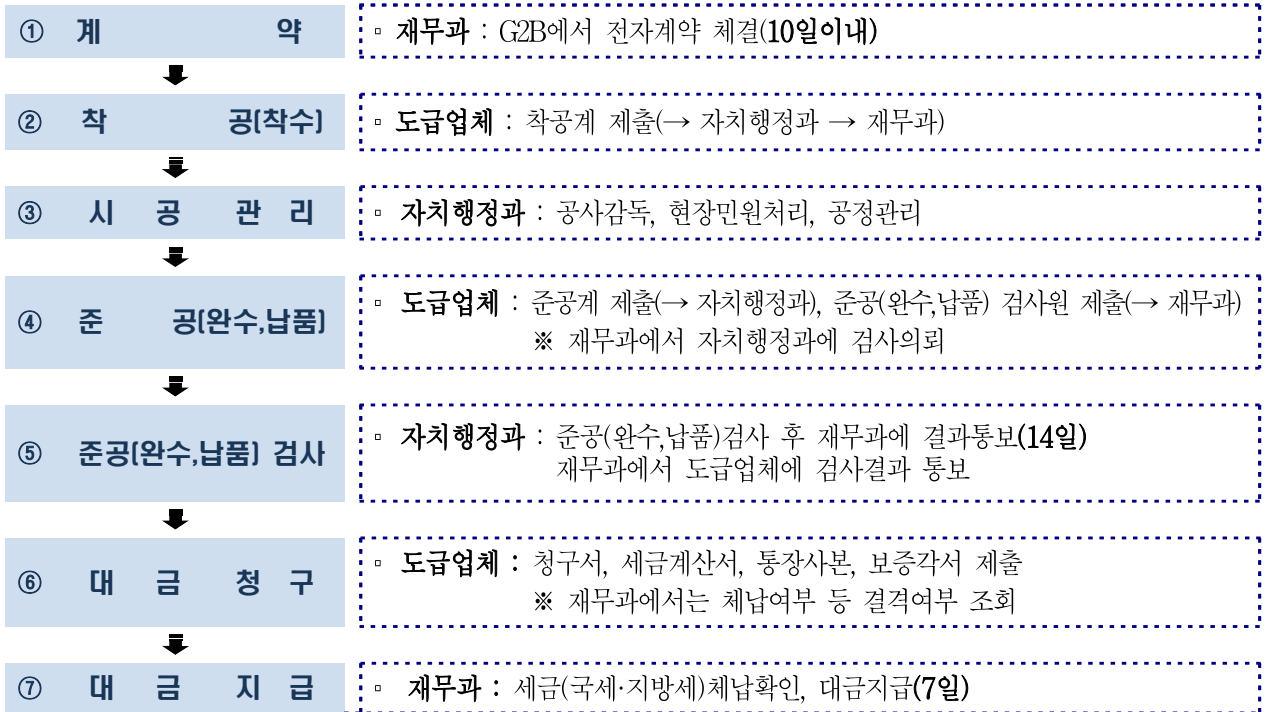 ① 계 약
▫ 재무과 : G2B에서 전자계약 체결(10일이내)
② 착 공(착수)
▫ 도급업체 : 착공계 제출(→ 자치행정과 → 재무과)
③ 시 공 관 리
▫ 자치행정과 : 공사감독, 현장민원처리, 공정관리
④ 준 공(완수,납품)
▫ 도급업체 : 준공계 제출(→ 자치행정과), 준공(완수,납품) 검사원 제출(→ 재무과)
※ 재무과에서 자치행정과에 검사의뢰
⑤ 준공(완수,납품) 검사
▫ 자치행정과 : 준공(완수,납품)검사 후 재무과에 결과통보(14일)
재무과에서 도급업체에 검사결과 통보
⑥ 대 금 청 구
▫ 도급업체 : 청구서, 세금계산서, 통장사본, 보증각서 제출
※ 재무과에서는 체납여부 등 결격여부 조회
⑦ 대 금 지 급
▫ 재무과 : 세금(국세·지방세)체납확인, 대금지급(7일)